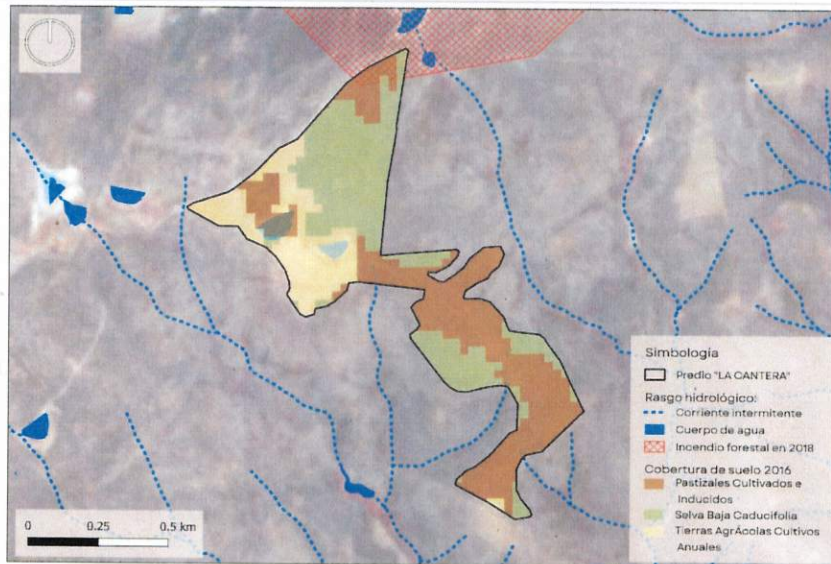 Simbología
Predio "LA CANTERA"
Rasgo hidrológico:
Corriente intermitente
Cuerpo de agua
Incendio forestal en 2018
Cobertura de suelo 2016
Pastizales Cultivados e
Inducidos
Selva Baja Caducifolia
Tierras AgrÁcolas Cultivos
Anuales
0 0.25 0.5 km